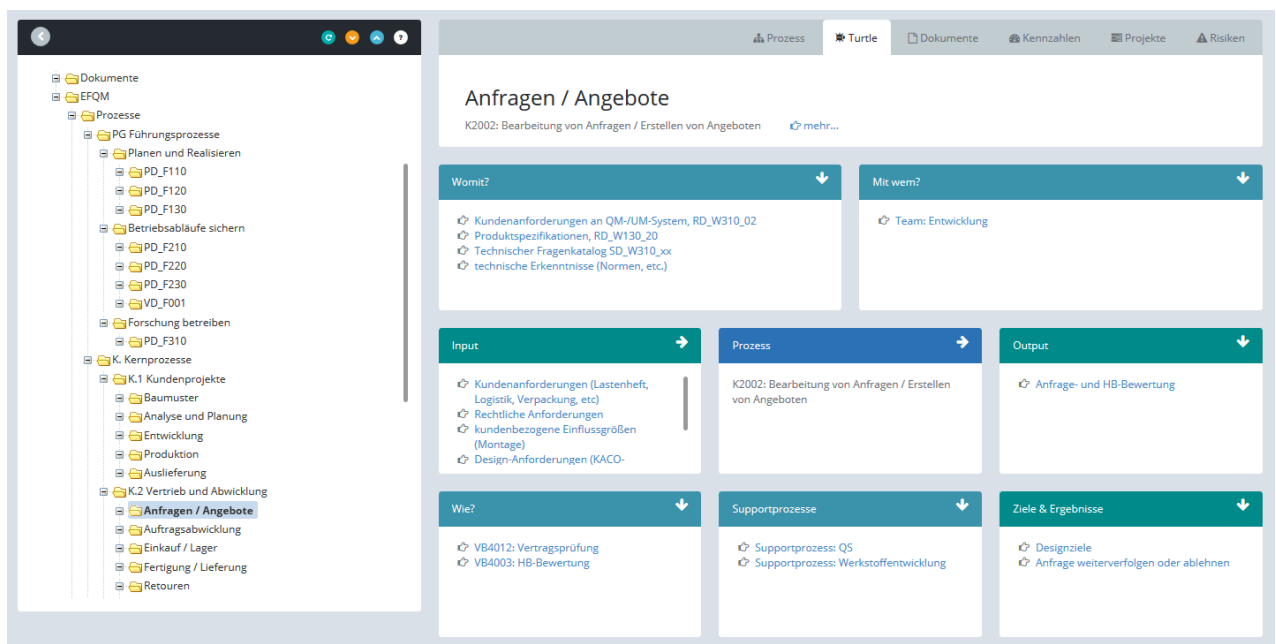 Dokumente
EFQM
Prozesse
PG Führungsprozesse
Planen und Realisieren
PD_F110
PD_F120
PD_F130
Betriebsabläufe sichern
PD_F210
PD_F220
PD_F230
VD_F001
Forschung betreiben
PD_F310
K. Kernprozesse
K.1 Kundenprojekte
Baumuster
Analyse und Planung
Entwicklung
Produktion
Auslieferung
K.2 Vertrieb und Abwicklung
Anfragen / Angebote
Auftragsabwicklung
Einkauf / Lager
Fertigung / Lieferung
Retouren
Prozess Turtle Dokumente Kennzahlen Projekte Risiken
Anfragen / Angebote
K2002: Bearbeitung von Anfragen / Erstellen von Angeboten mehr...
Womit?
Kundenanforderungen an QM-/UM-System, RD_W310_02
Produktspezifikationen, RD_W130_20
Technischer Fragenkatalog SD_W310_xx
technische Erkenntnisse (Normen, etc.)
Mit wem?
Team: Entwicklung
Input
Kundenanforderungen (Lastenheft,
Logistik, Verpackung, etc)
Rechtliche Anforderungen
kundenbezogene Einflussgrößen
(Montage)
Design-Anforderungen (KACO-
Prozess
K2002: Bearbeitung von Anfragen / Erstellen
von Angeboten
Output
Anfrage- und HB-Bewertung
Wie?
VB4012: Vertragsprüfung
VB4003: HB-Bewertung
Supportprozesse
Supportprozess: QS
Supportprozess: Werkstoffentwicklung
Ziele & Ergebnisse
Designziele
Anfrage weiterverfolgen oder ablehnen